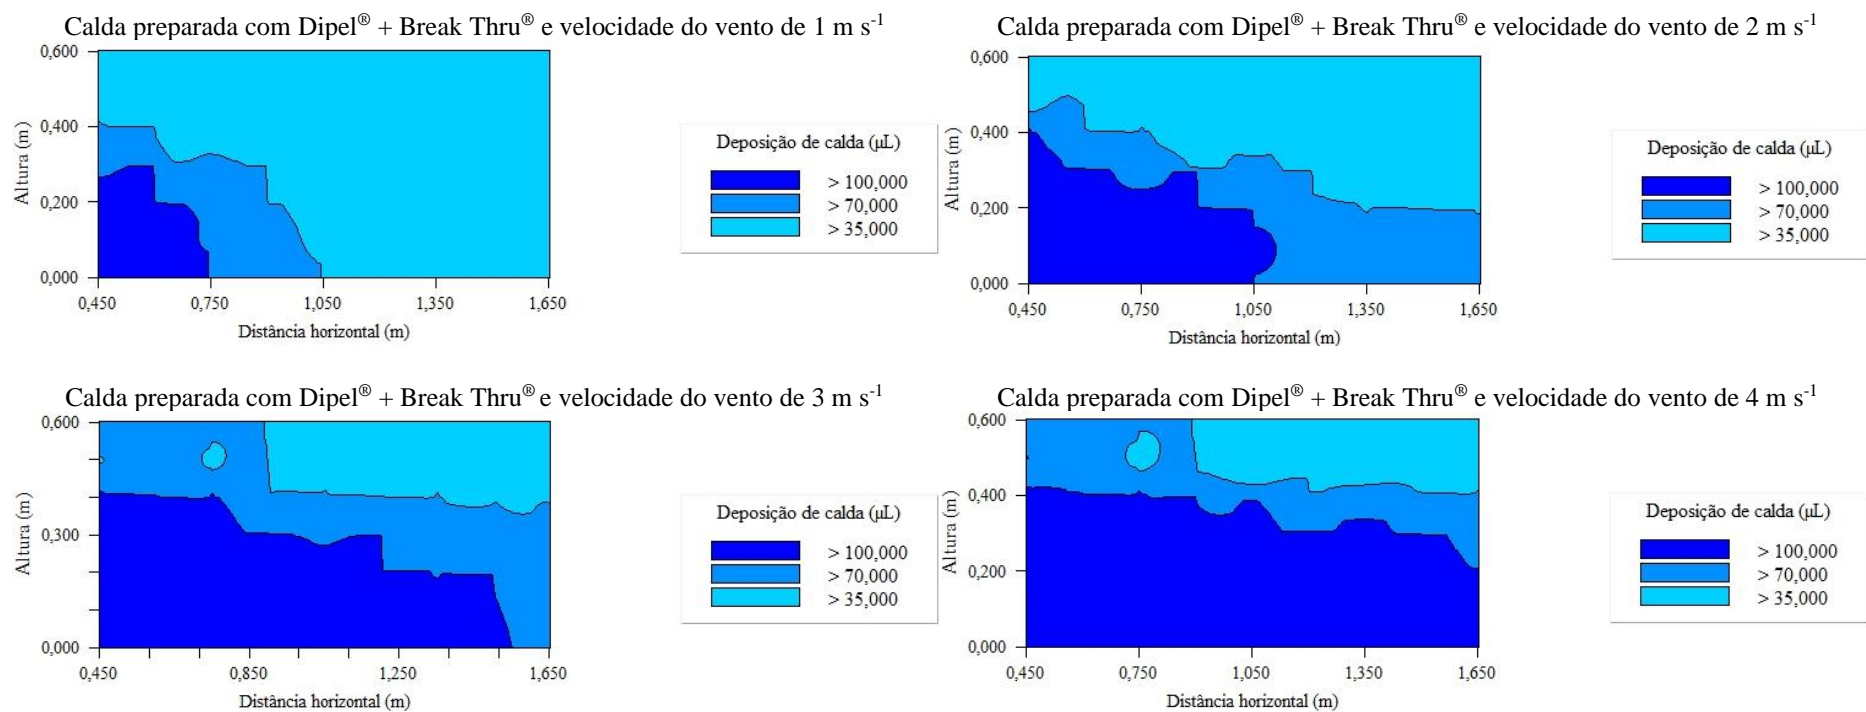 Calda preparada com Dipel® + Break Thru® e velocidade do vento de 1 m s⁻¹
0,600
0,400
0,200
0,000
Altura (m)
0,450 0,750 1,050 1,350 1,650
Distância horizontal (m)
Deposição de calda (µL)
> 100,000
> 70,000
> 35,000
Calda preparada com Dipel® + Break Thru® e velocidade do vento de 2 m s⁻¹
0,600
0,400
0,200
0,000
Altura (m)
0,450 0,750 1,050 1,350 1,650
Distância horizontal (m)
Deposição de calda (µL)
> 100,000
> 70,000
> 35,000
Calda preparada com Dipel® + Break Thru® e velocidade do vento de 3 m s⁻¹
0,600
0,300
0,000
Altura (m)
0,450 0,850 1,250 1,650
Distância horizontal (m)
Deposição de calda (µL)
> 100,000
> 70,000
> 35,000
Calda preparada com Dipel® + Break Thru® e velocidade do vento de 4 m s⁻¹
0,600
0,400
0,200
0,000
Altura (m)
0,450 0,750 1,050 1,350 1,650
Distância horizontal (m)
Deposição de calda (µL)
> 100,000
> 70,000
> 35,000